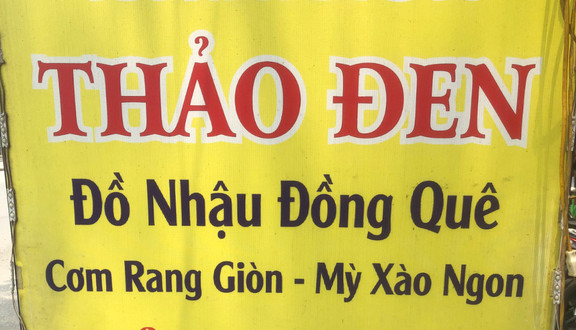 THẢO ĐEN
Đồ Nhậu Đồng Quê
Cơm Rang Giòn - Mỳ Xào Ngon